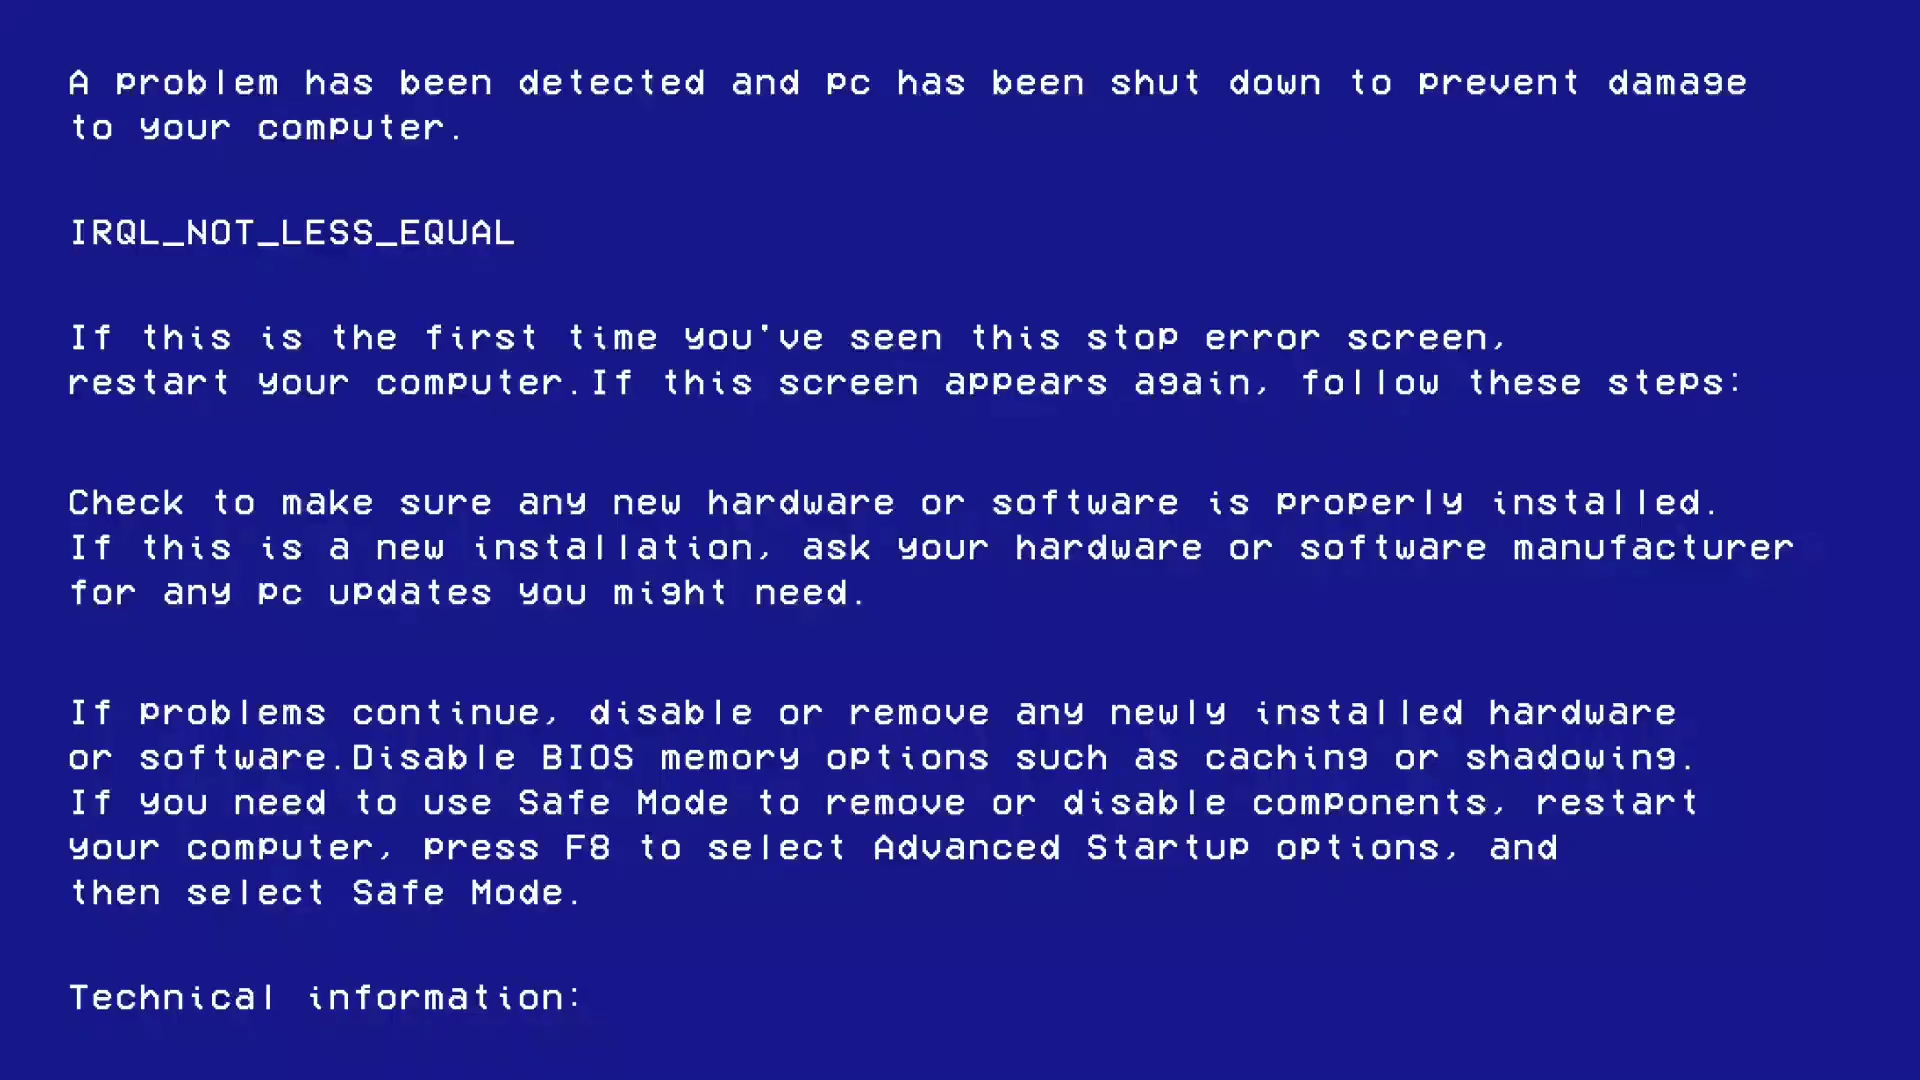 A problem has been detected and pc has been shut down to prevent damage
to your computer.
IRQL_NOT_LESS_EQUAL
If this is the first time you've seen this stop error screen,
restart your computer.If this screen appears again, follow these steps:
Check to make sure any new hardware or software is properly installed.
If this is a new installation, ask your hardware or software manufacturer
for any pc updates you might need.
If problems continue, disable or remove any newly installed hardware
or software.Disable BIOS memory options such as caching or shadowing.
If you need to use Safe Mode to remove or disable components, restart
your computer, press F8 to select Advanced Startup options, and
then select Safe Mode.
Technical information: